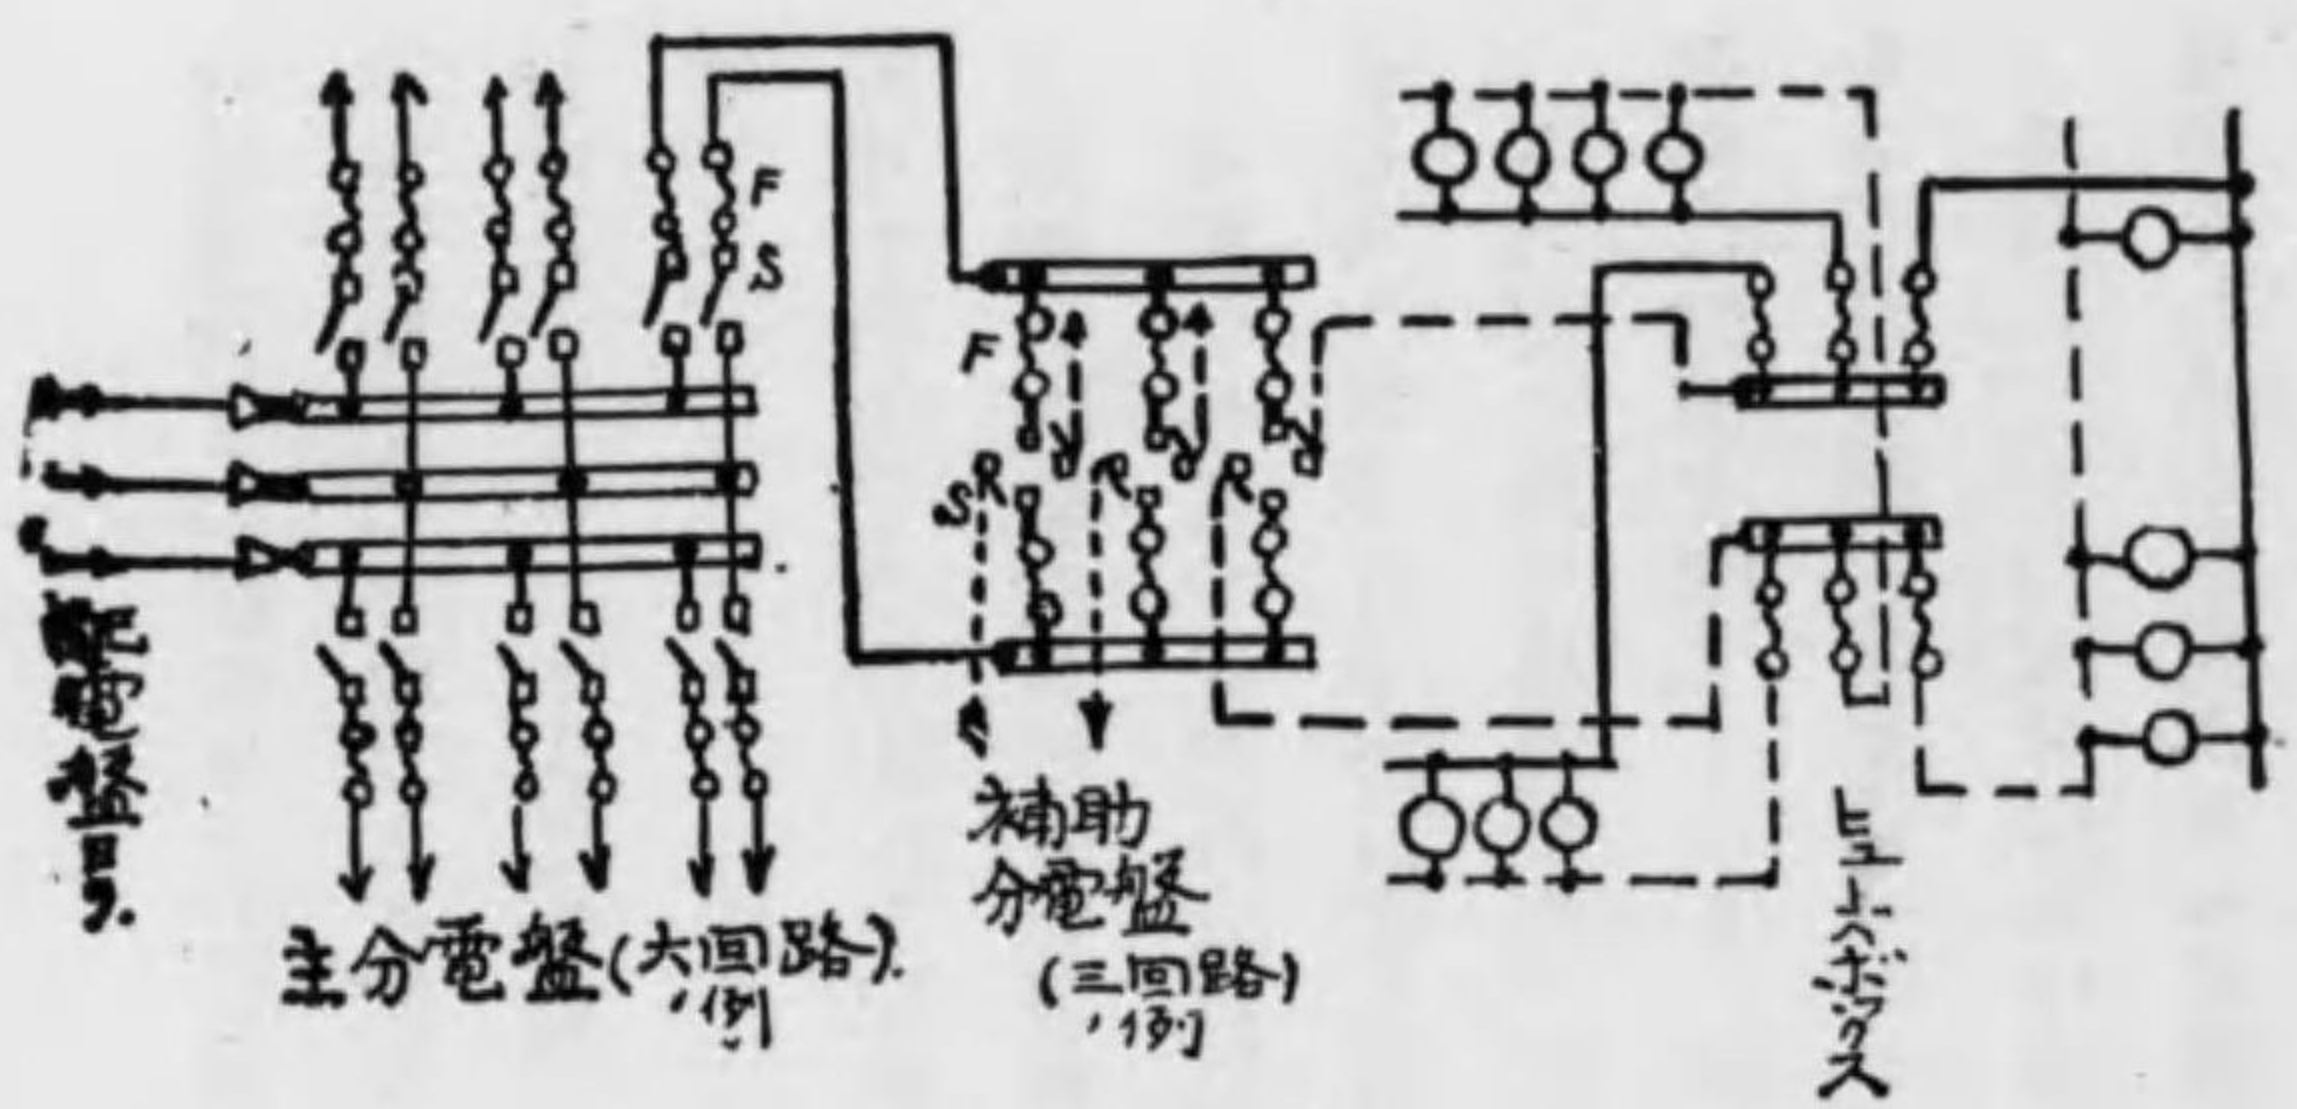 F
S
F
R
R
R
S
配電盤ヨリ.
主分電盤(六回路).
ノ例
補助
分電盤
(三回路)
ノ例
ヒューズボックス